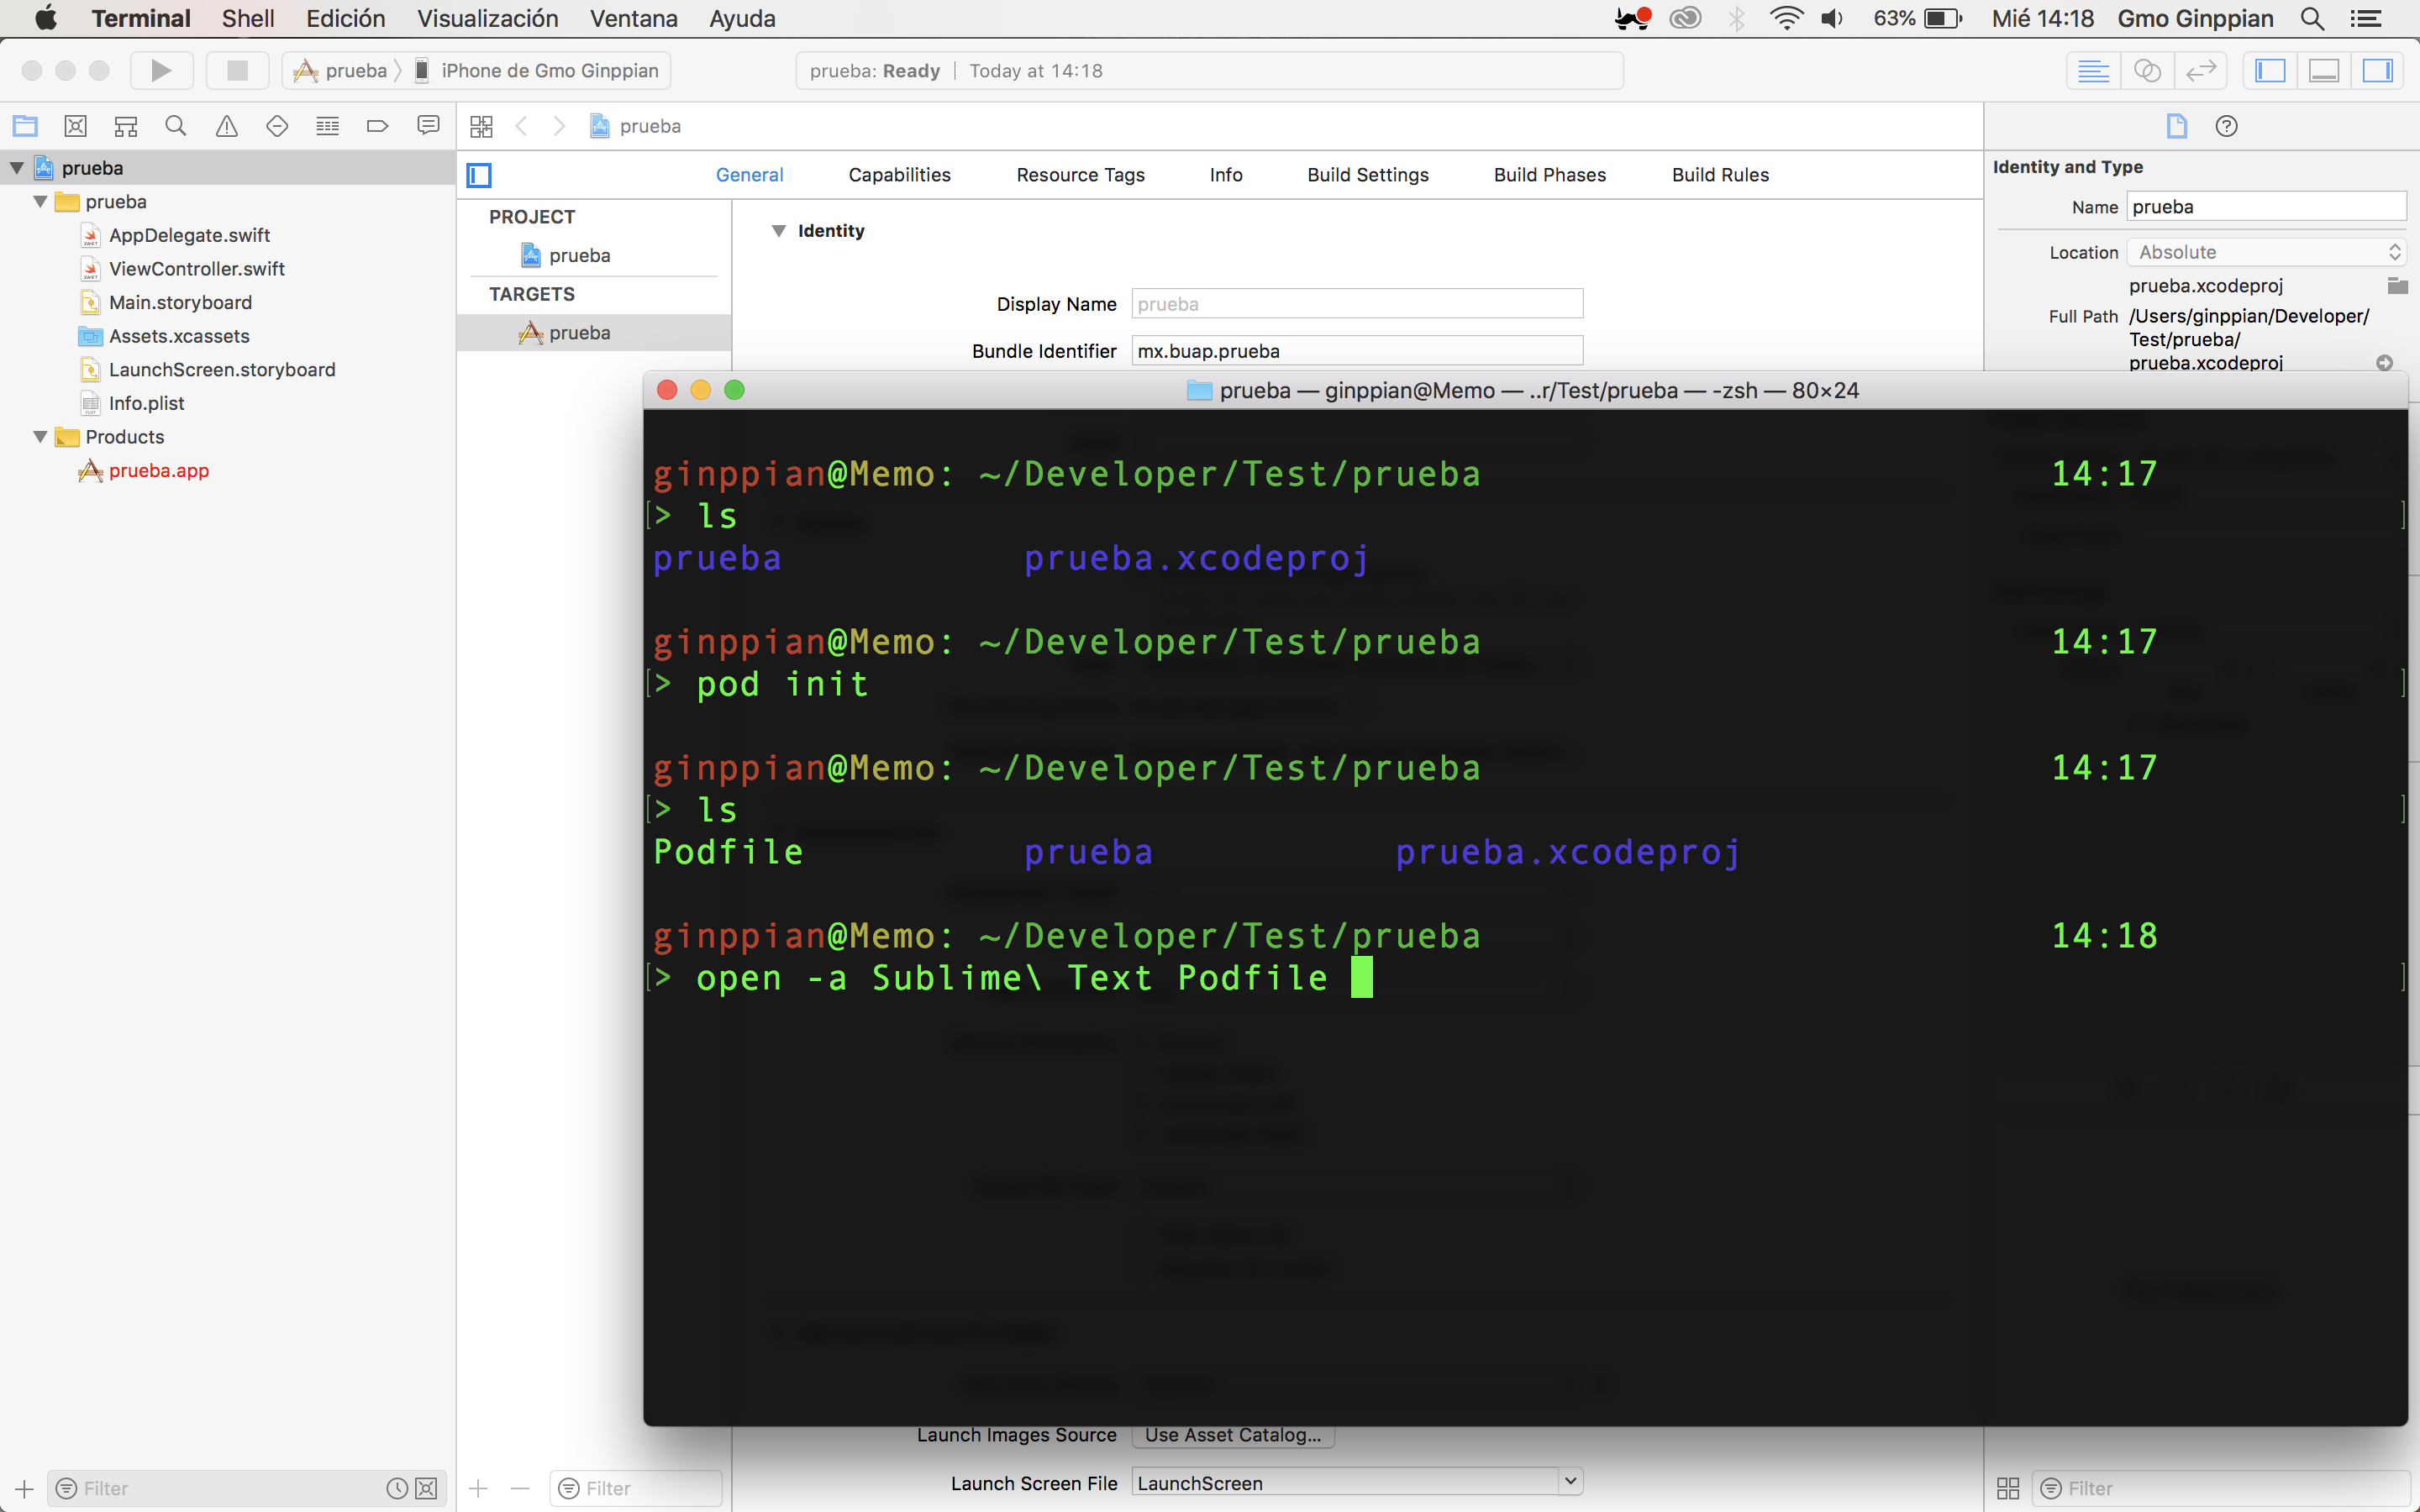 Terminal Shell Edición Visualización Ventana Ayuda 63% Mié 14:18 Gmo Ginppian
prueba iPhone de Gmo Ginppian prueba: Ready Today at 14:18
prueba
prueba
prueba
AppDelegate.swift
ViewController.swift
Main.storyboard
Assets.xcassets
LaunchScreen.storyboard
Info.plist
Products
prueba.app
Filter
General Capabilities Resource Tags Info Build Settings Build Phases Build Rules
PROJECT
prueba
TARGETS
prueba
Filter
Identity
Display Name prueba
Bundle Identifier mx.buap.prueba
Launch Images Source Use Asset Catalog...
Launch Screen File LaunchScreen
Identity and Type
Name prueba
Location Absolute
prueba.xcodeproj
Full Path /Users/ginppian/Developer/
Test/prueba/
prueba.xcodeproj
Filter
prueba — ginppian@Memo — ..r/Test/prueba — -zsh — 80×24
ginppian@Memo: ~/Developer/Test/prueba 14:17
[> ls ]
prueba prueba.xcodeproj
ginppian@Memo: ~/Developer/Test/prueba 14:17
[> pod init ]
ginppian@Memo: ~/Developer/Test/prueba 14:17
[> ls ]
Podfile prueba prueba.xcodeproj
ginppian@Memo: ~/Developer/Test/prueba 14:18
[> open -a Sublime\ Text Podfile ]